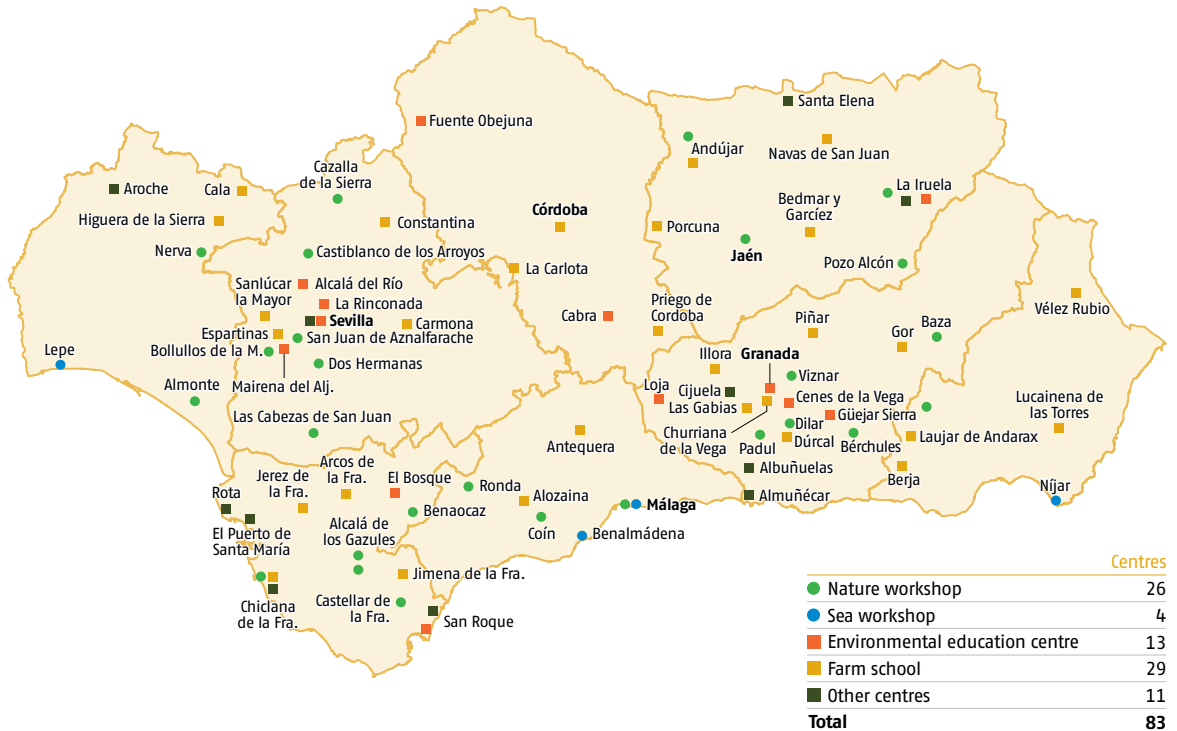 Santa Elena
Fuente Obejuna
Andújar
Navas de San Juan
Cazalla
de la Sierra
Aroche
Cala
La Iruela
Bedmar y
Garcíez
Higuera de la Sierra
Constantina
Córdoba
Porcuna
Nerva
Castiblanco de los Arroyos
Jaén
Pozo Alcón
La Carlota
Sanlúcar
la Mayor
Alcalá del Río
La Rinconada
Sevilla
Carmona
Cabra
Priego de
Cordoba
Piñar
Vélez Rubio
Gor
Baza
Espartinas
San Juan de Aznalfarache
Bollullos de la M.
Lepe
Dos Hermanas
Illora
Granada
Viznar
Almonte
Mairena del Alj.
Loja
Cijuela
Las Gabias
Cenes de la Vega
Güejar Sierra
Lucainena de
las Torres
Las Cabezas de San Juan
Churriana
de la Vega
Dilar
Dúrcal
Padul
Bérchules
Laujar de Andarax
Antequera
Albuñuelas
Berja
Almuñécar
Níjar
Arcos de
la Fra.
Jerez de
la Fra.
El Bosque
Ronda
Alozaina
Málaga
Rota
Benaocaz
Coín
Benalmádena
El Puerto de
Santa María
Alcalá de
los Gazules
Jimena de la Fra.
Chiclana
de la Fra.
Castellar de
la Fra.
San Roque
Centres
Nature workshop 26
Sea workshop 4
Environmental education centre 13
Farm school 29
Other centres 11
Total 83